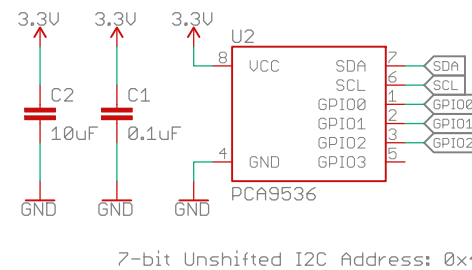 3.3V 3.3V 3.3V
U2
8 VCC SDA 7 SDA
SCL 6 SCL
GPIO0 1 GPIO0
C2 C1
GPIO1 2 GPIO1
10uF 0.1uF
GPIO2 3 GPIO2
4 GND GPIO3 5
PCA9536
GND GND GND
7-bit Unshifted I2C Address: